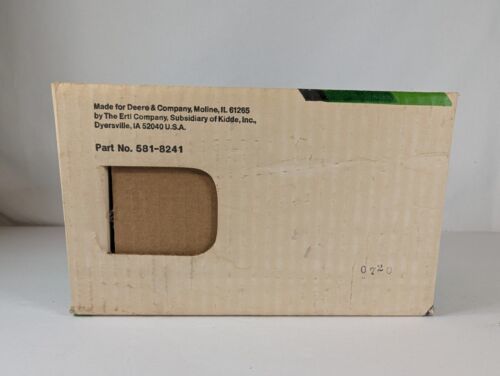 Made for Deere & Company, Moline, IL 61265
by The Ertl Company, Subsidiary of Kidde, Inc.,
Dyersville, IA 52040 U.S.A.
Part No. 581-8241
0720